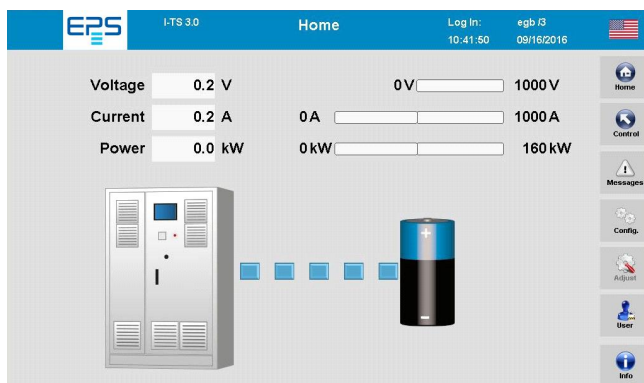 EPS
I-TS 3.0
Home
Log In:
egb /3
10:41:50
09/16/2016
Voltage 0.2 V
0 V 1000 V
Current 0.2 A
0 A 1000 A
Power 0.0 kW
0 kW 160 kW
+
-
Home
Control
Messages
Config.
Adjust
User
Info